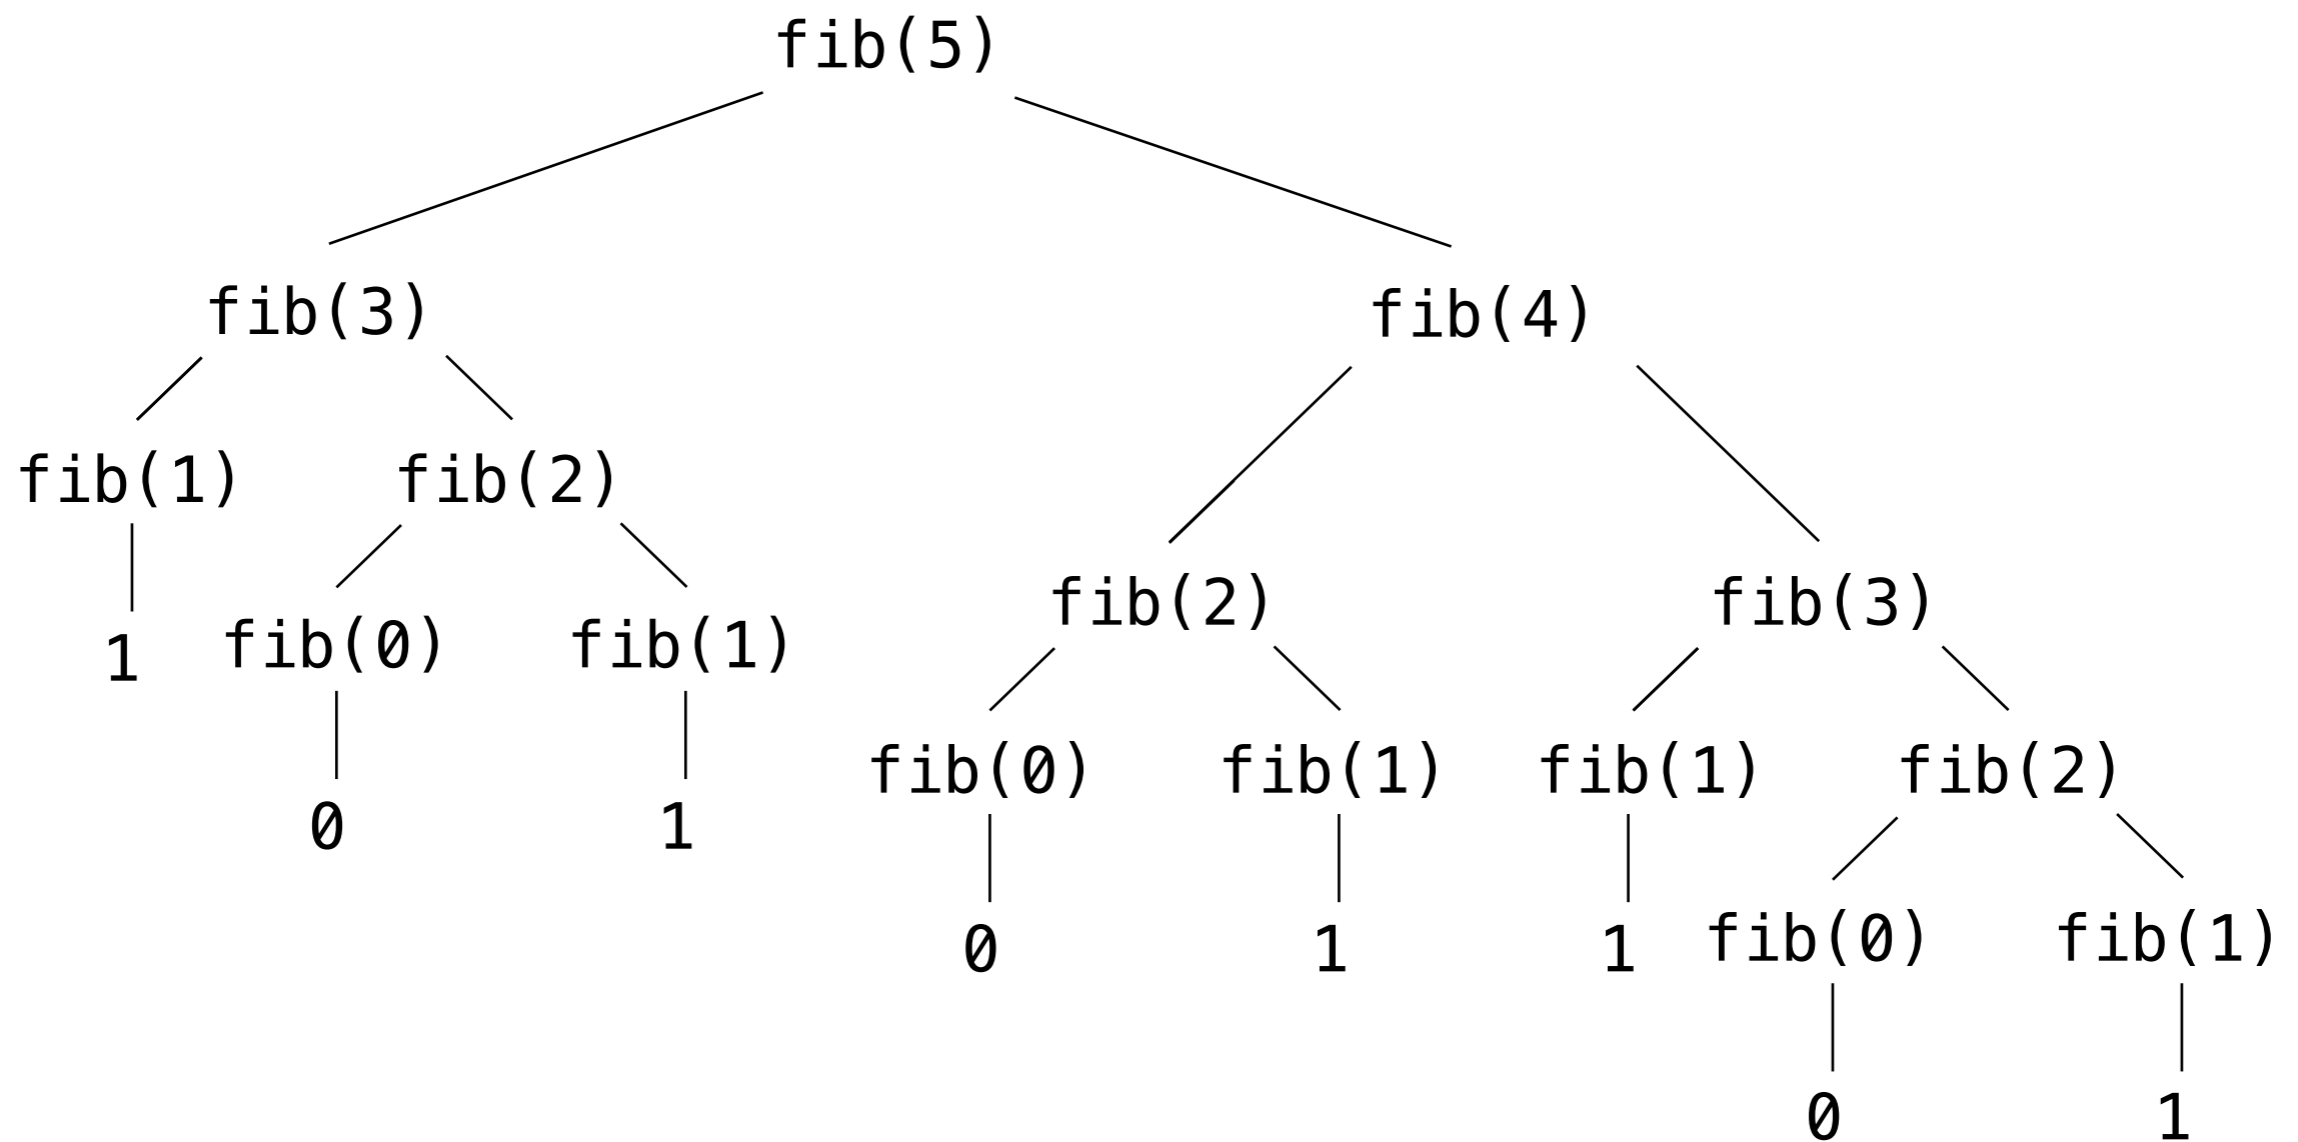 fib(5)
fib(3) fib(4)
fib(1) fib(2)
fib(2) fib(3)
1 fib(0) fib(1)
fib(0) fib(1) fib(1) fib(2)
0 1
0 1 1 fib(0) fib(1)
0 1